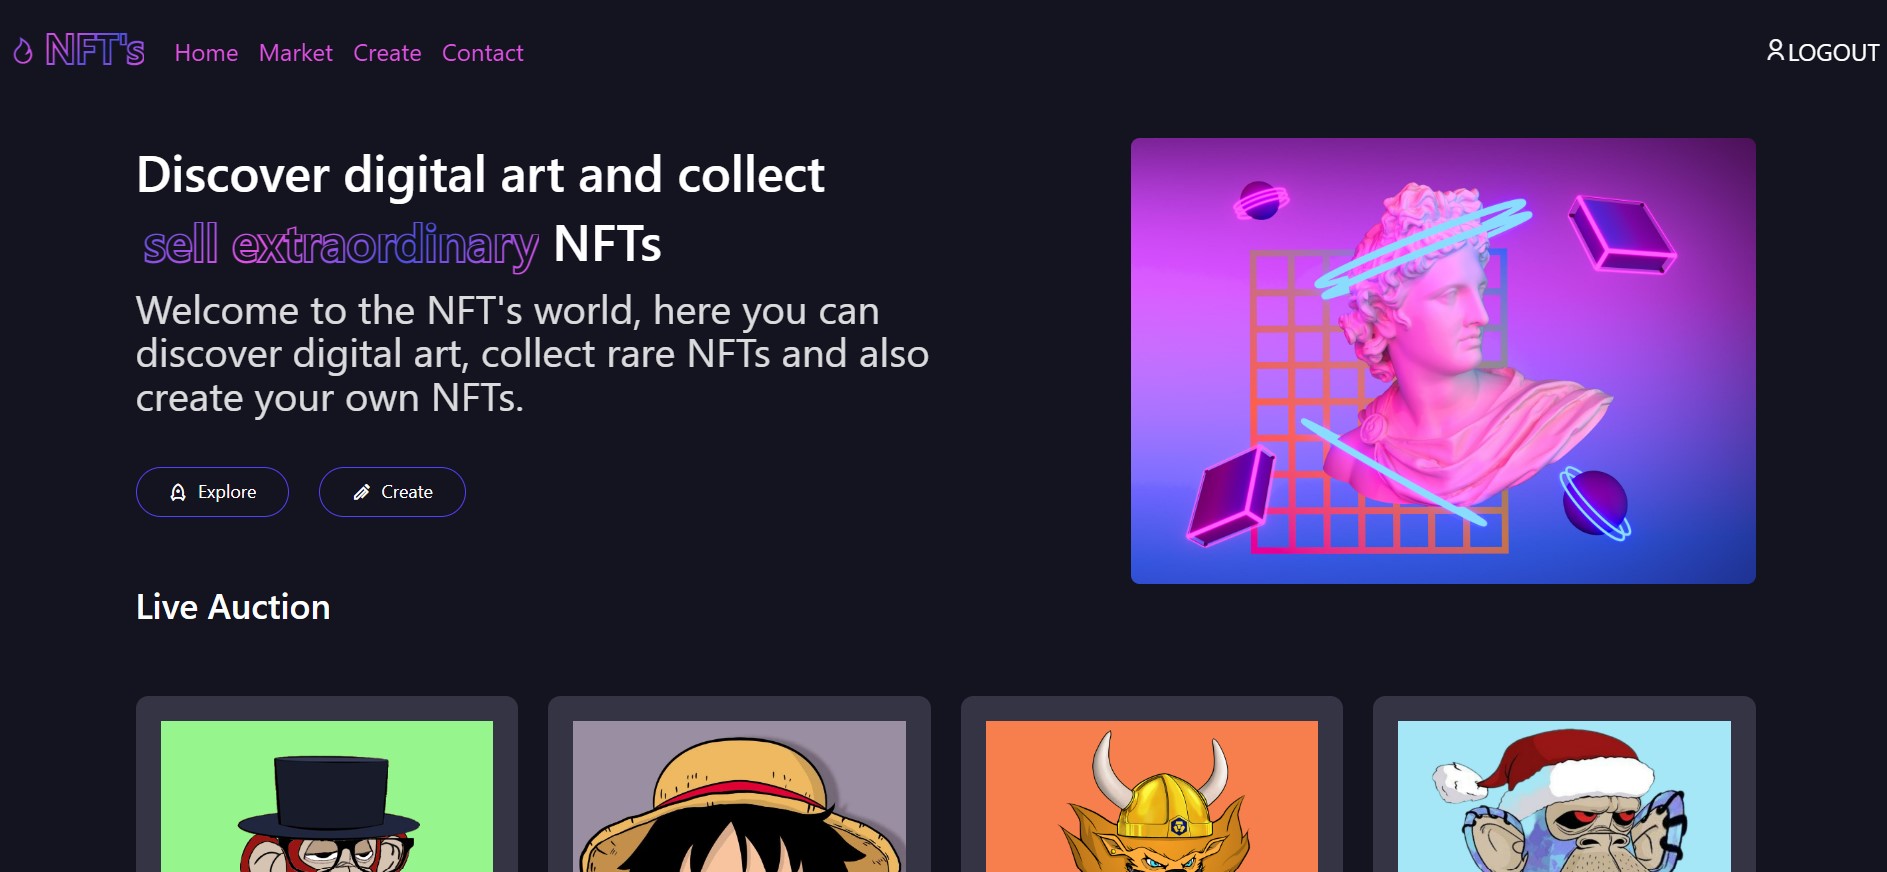 NFT's Home Market Create Contact LOGOUT
Discover digital art and collect
sell extraordinary NFTs
Welcome to the NFT's world, here you can
discover digital art, collect rare NFTs and also
create your own NFTs.
Explore Create
Live Auction